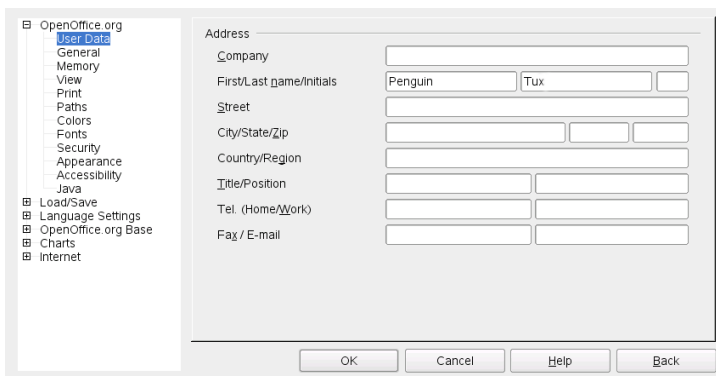 OpenOffice.org
User Data
General
Memory
View
Print
Paths
Colors
Fonts
Security
Appearance
Accessibility
Java
Load/Save
Language Settings
OpenOffice.org Base
Charts
Internet
Address
Company
First/Last name/Initials Penguin Tux
Street
City/State/Zip
Country/Region
Title/Position
Tel. (Home/Work)
Fax / E-mail
OK Cancel Help Back